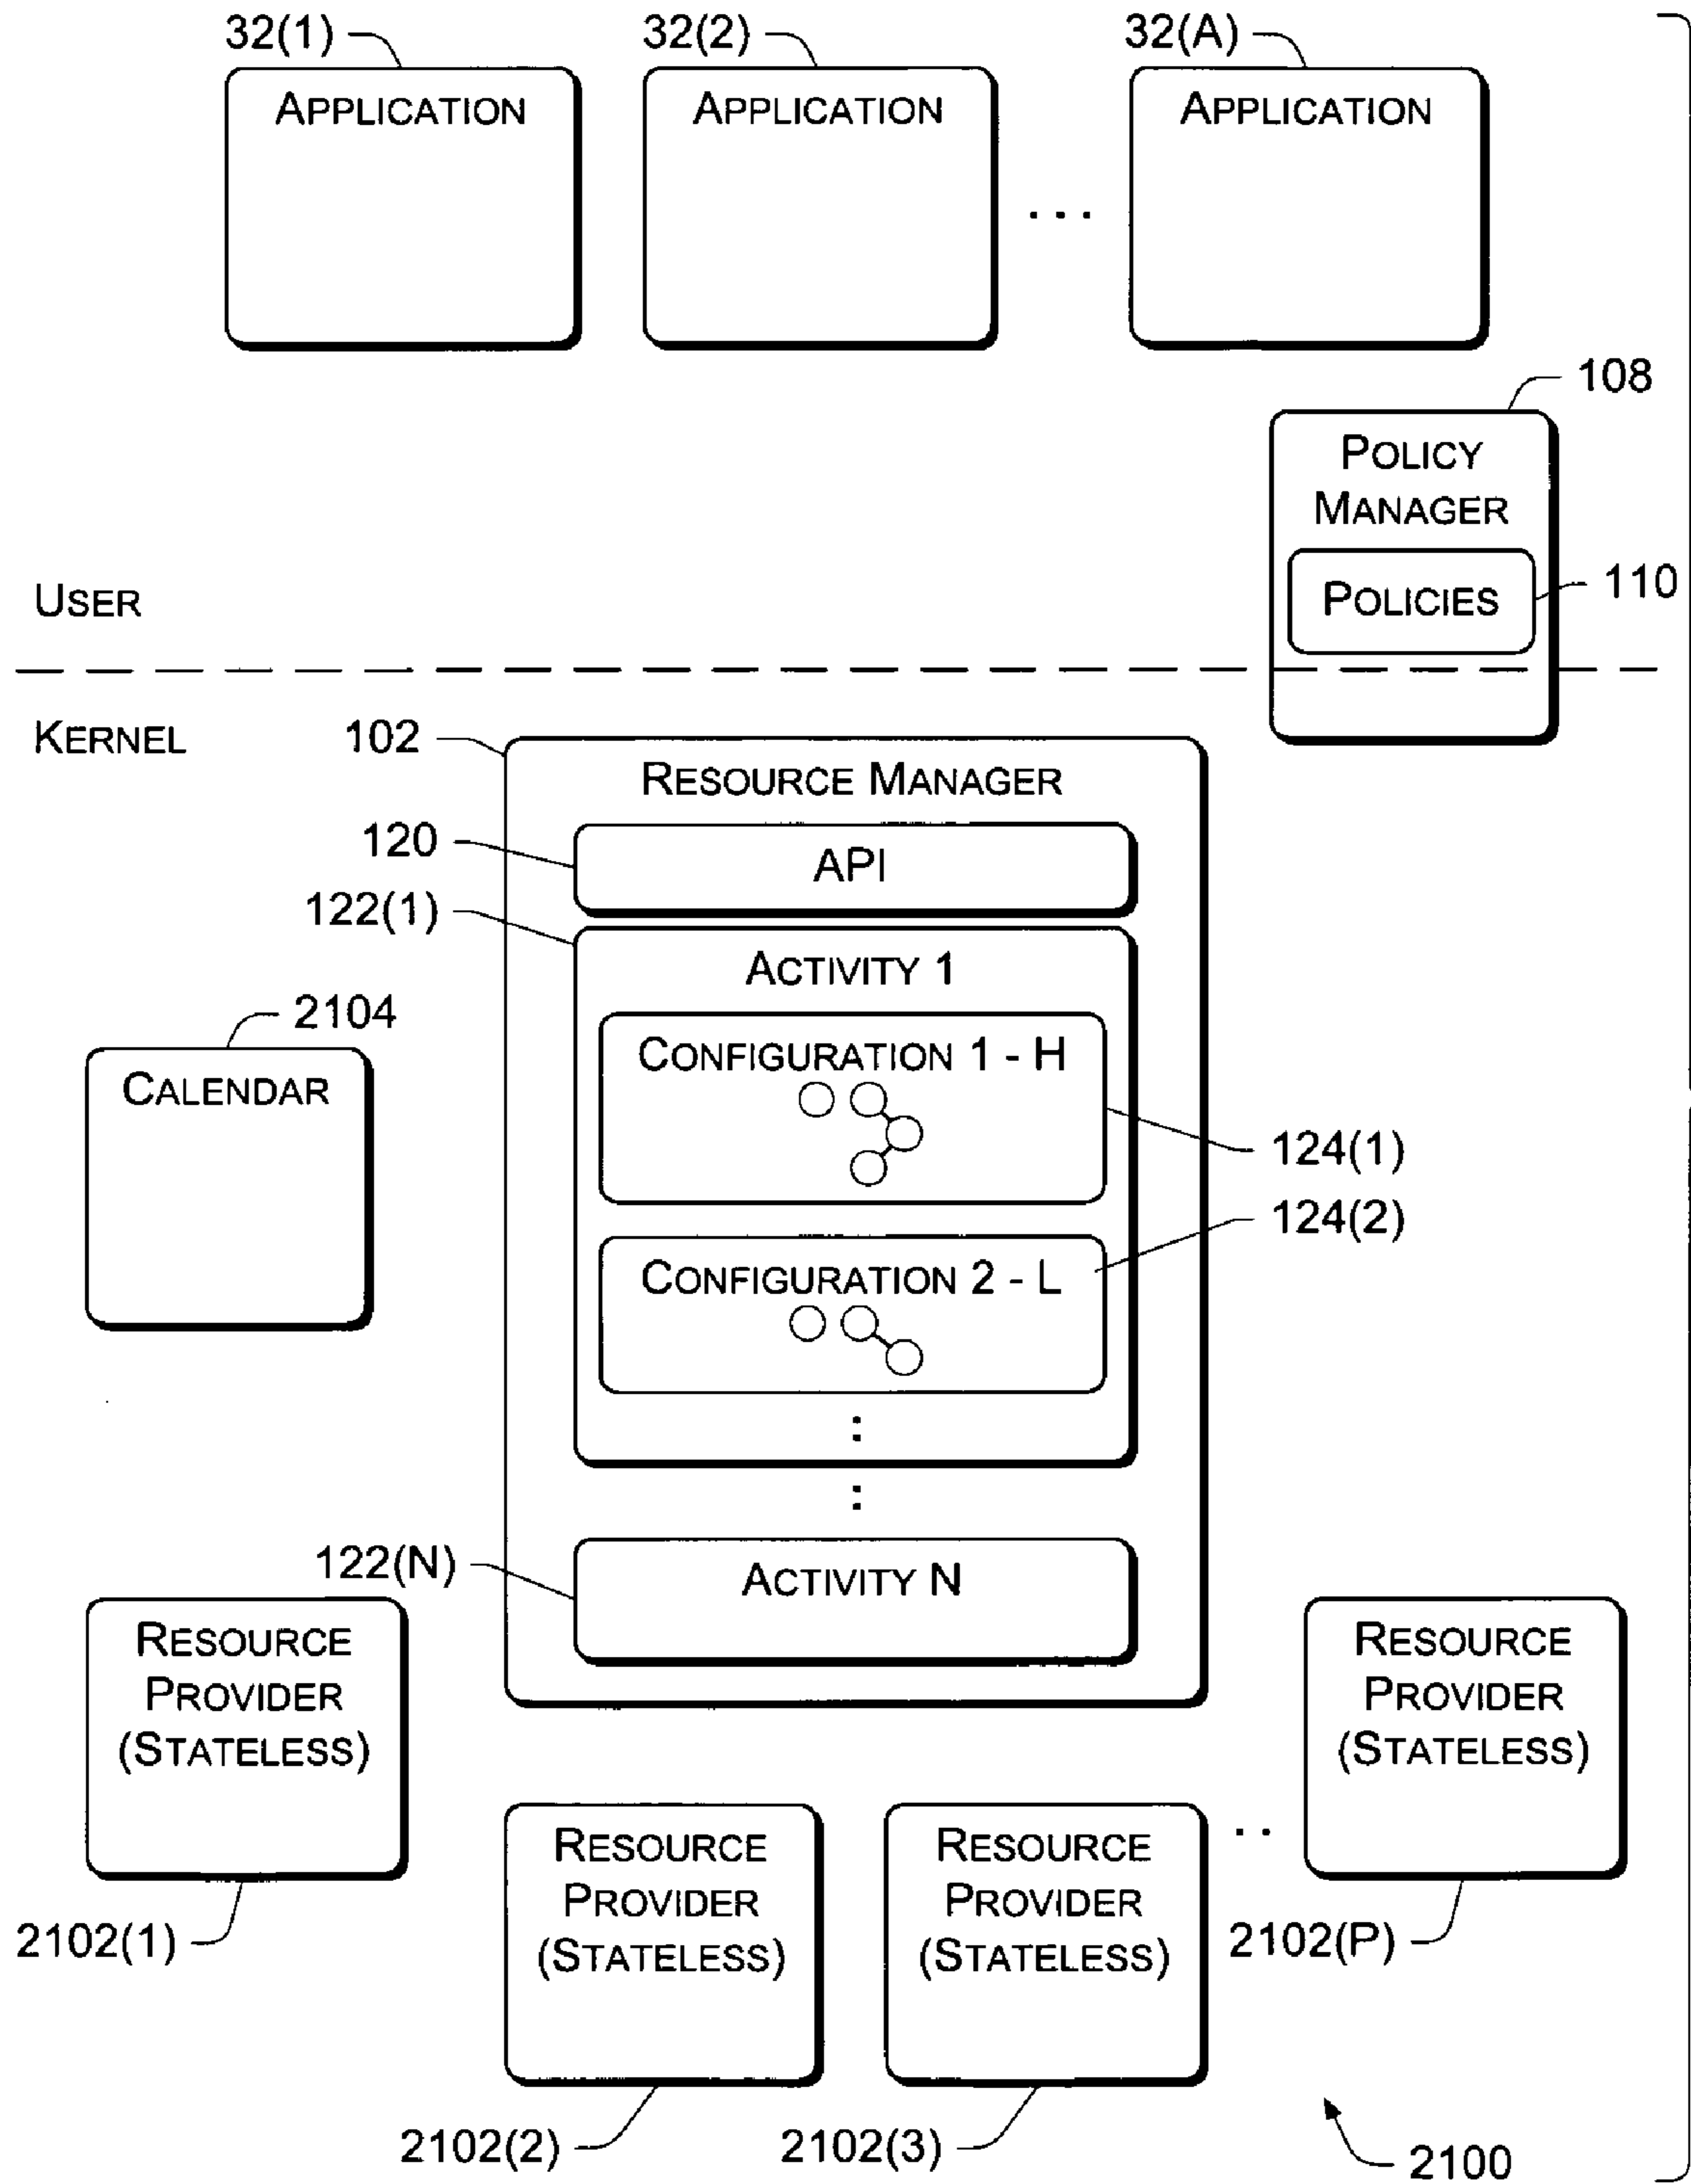 32(1)
32(2)
32(A)
APPLICATION
APPLICATION
APPLICATION
...
108
POLICY
MANAGER
110
POLICIES
USER
KERNEL
102
RESOURCE MANAGER
120
API
122(1)
ACTIVITY 1
2104
CALENDAR
CONFIGURATION 1 - H
124(1)
124(2)
CONFIGURATION 2 - L
122(N)
ACTIVITY N
RESOURCE
PROVIDER
(STATELESS)
2102(1)
RESOURCE
PROVIDER
(STATELESS)
2102(2)
RESOURCE
PROVIDER
(STATELESS)
2102(3)
RESOURCE
PROVIDER
(STATELESS)
2102(P)
2100